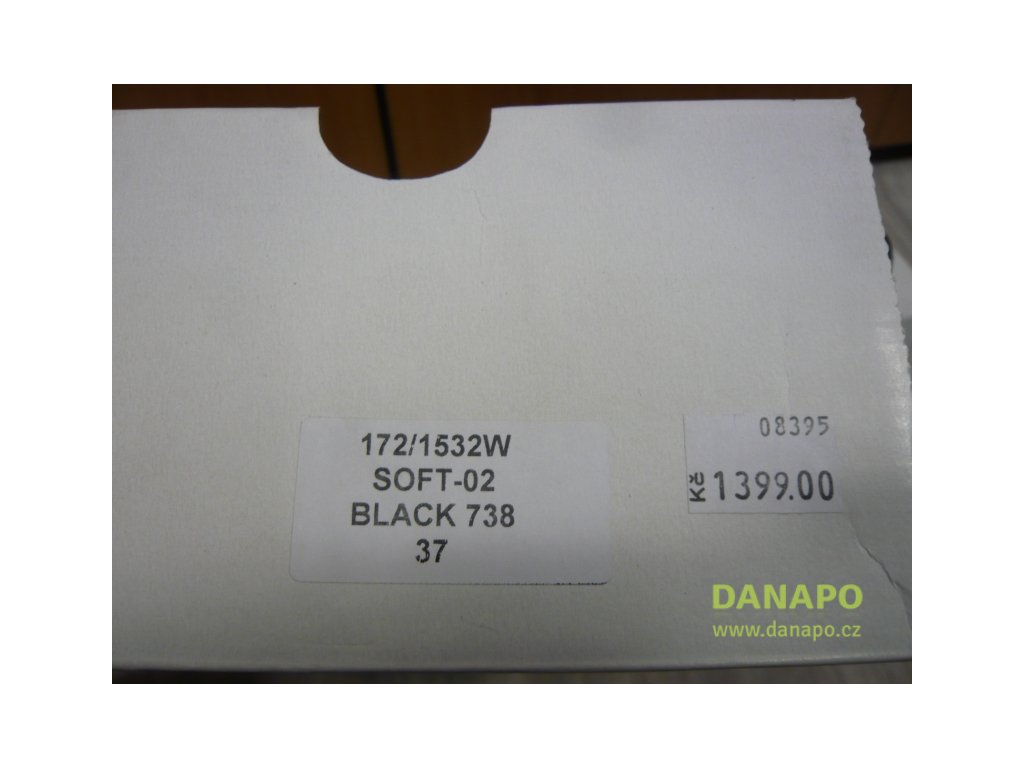 172/1532W
SOFT-02
BLACK 738
37
08395
Kč 1399.00
DANAPO
www.danapo.cz